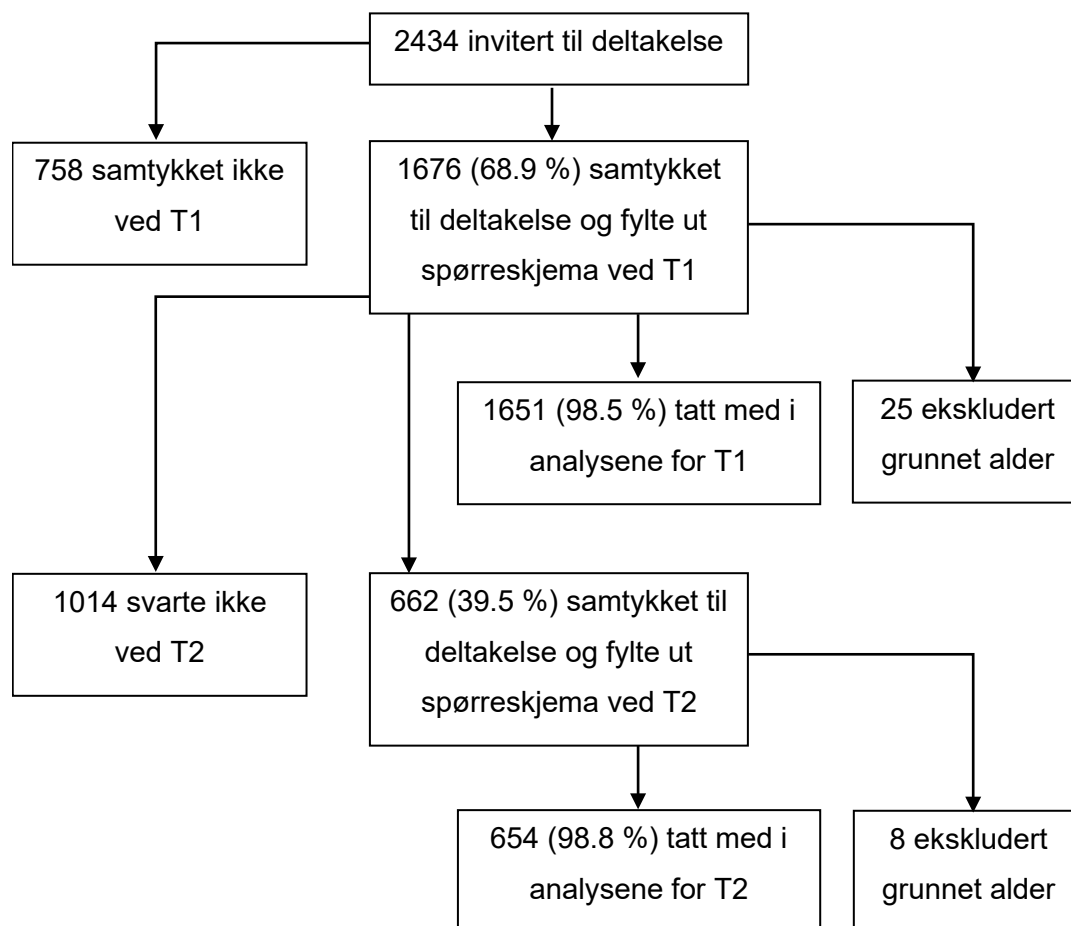 2434 invitert til deltakelse
758 samtykket ikke
ved T1
1676 (68.9 %) samtykket
til deltakelse og fylte ut
spørreskjema ved T1
1651 (98.5 %) tatt med i
analysene for T1
25 ekskludert
grunnet alder
1014 svarte ikke
ved T2
662 (39.5 %) samtykket til
deltakelse og fylte ut
spørreskjema ved T2
654 (98.8 %) tatt med i
analysene for T2
8 ekskludert
grunnet alder